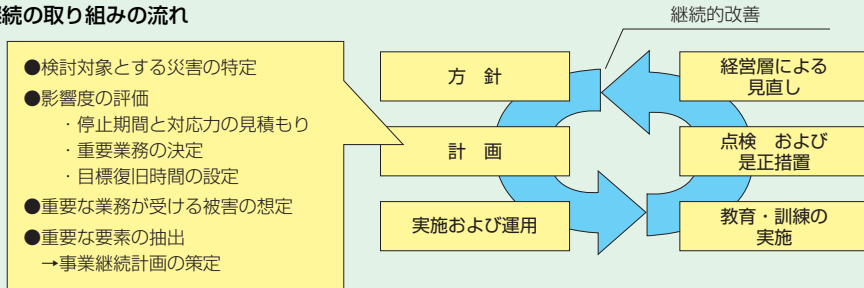 続の取り組みの流れ
継続的改善
●検討対象とする災害の特定
●影響度の評価
・停止期間と対応力の見積もり
・重要業務の決定
・目標復旧時間の設定
●重要な業務が受ける被害の想定
●重要な要素の抽出
→事業継続計画の策定
方　針
計　画
実施および運用
経営層による
見直し
点検　および
是正措置
教育・訓練の
実施